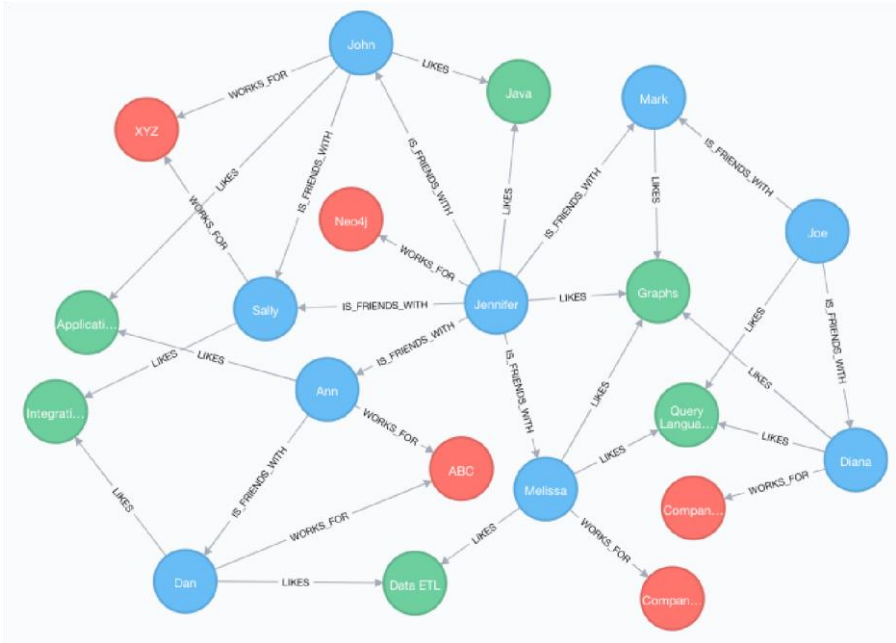 John
LIKES
Java
Mark
WORKS_FOR
XYZ
LIKES
IS_FRIENDS_WITH
IS_FRIENDS_WITH
LIKES
IS_FRIENDS_WITH
LIKES
IS_FRIENDS_WITH
WORKS_FOR
Neo4j
WORKS_FOR
Joe
Sally
IS_FRIENDS_WITH
Jennifer
LIKES
Graphs
Applicati...
LIKES
LIKES
IS_FRIENDS_WITH
LIKES
IS_FRIENDS_WITH
Ann
IS_FRIENDS_WITH
LIKES
LIKES
Integrati...
WORKS_FOR
Query
Langua...
LIKES
Diana
ABC
LIKES
Melissa
WORKS_FOR
Compan...
LIKES
IS_FRIENDS_WITH
WORKS_FOR
LIKES
WORKS_FOR
Dan
LIKES
Data ETL
Compan...